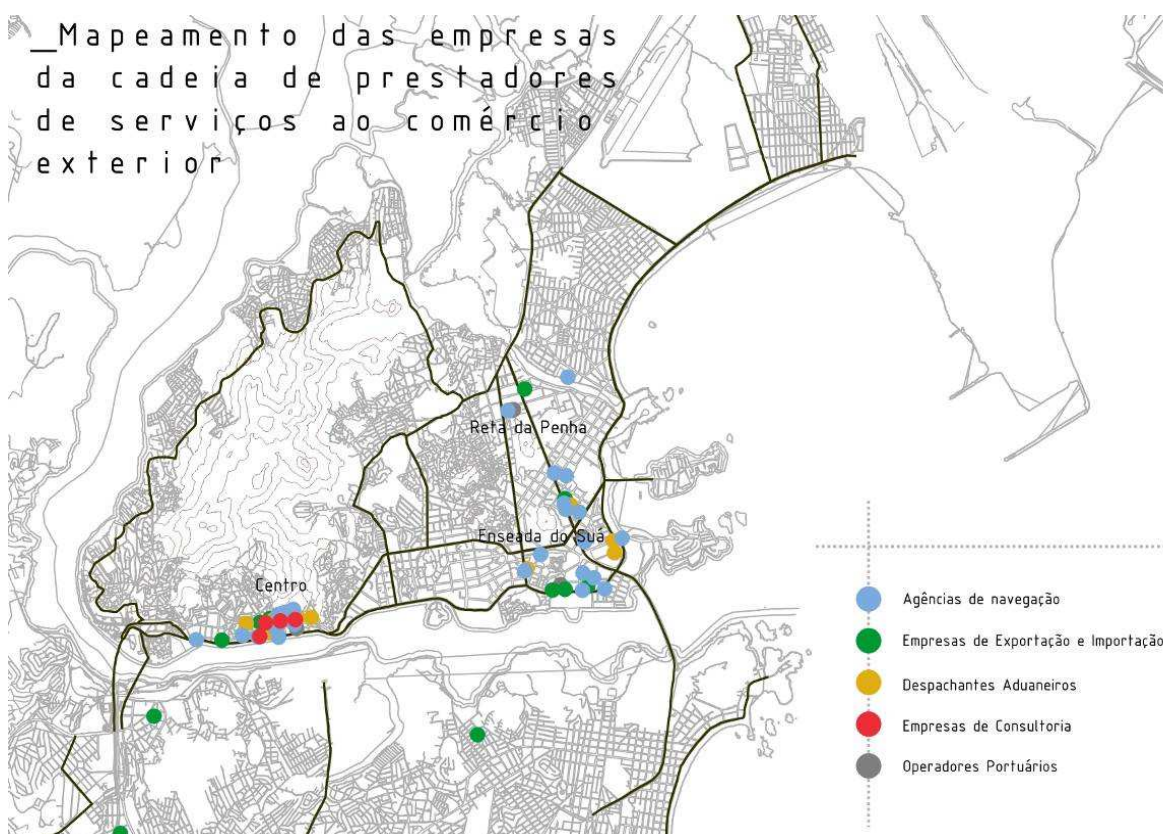 _Mapeamento das empresas
da cadeia de prestadores
de serviços ao comércio
exterior
Reta da Penha
Enseada do Suá
Centro
Agências de navegação
Empresas de Exportação e Importação
Despachantes Aduaneiros
Empresas de Consultoria
Operadores Portuários